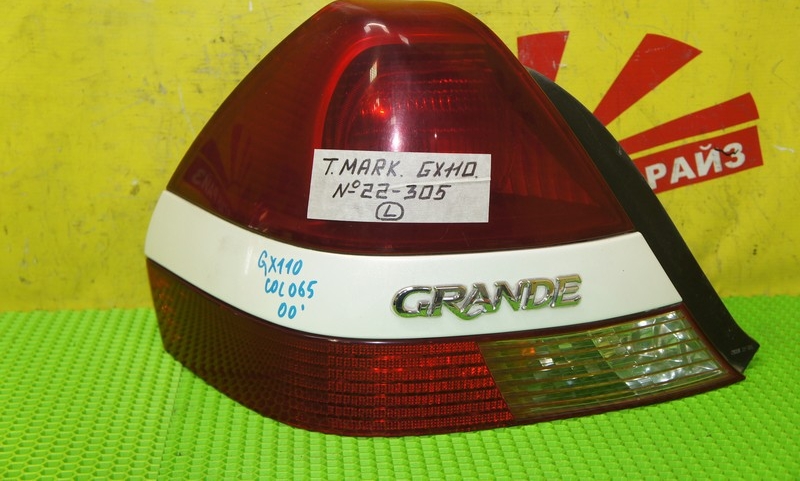 T.MARK. GX110.
Nº22-305
L
РАЙЗ
GX110
COL065
00'
GRANDE